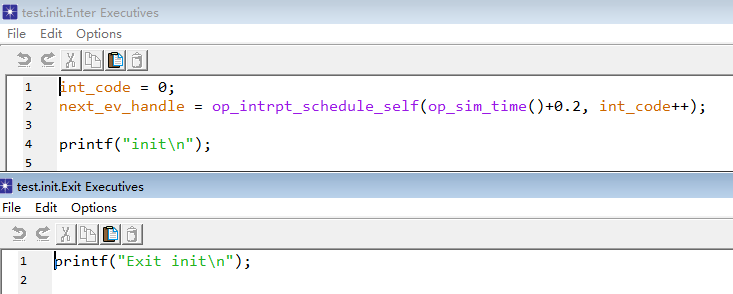 test.init.Enter Executives
File Edit Options
1 int_code = 0;
2 next_ev_handle = op_intrpt_schedule_self(op_sim_time()+0.2, int_code++);
3
4 printf("init\n");
5
test.init.Exit Executives
File Edit Options
1 printf("Exit init\n");
2